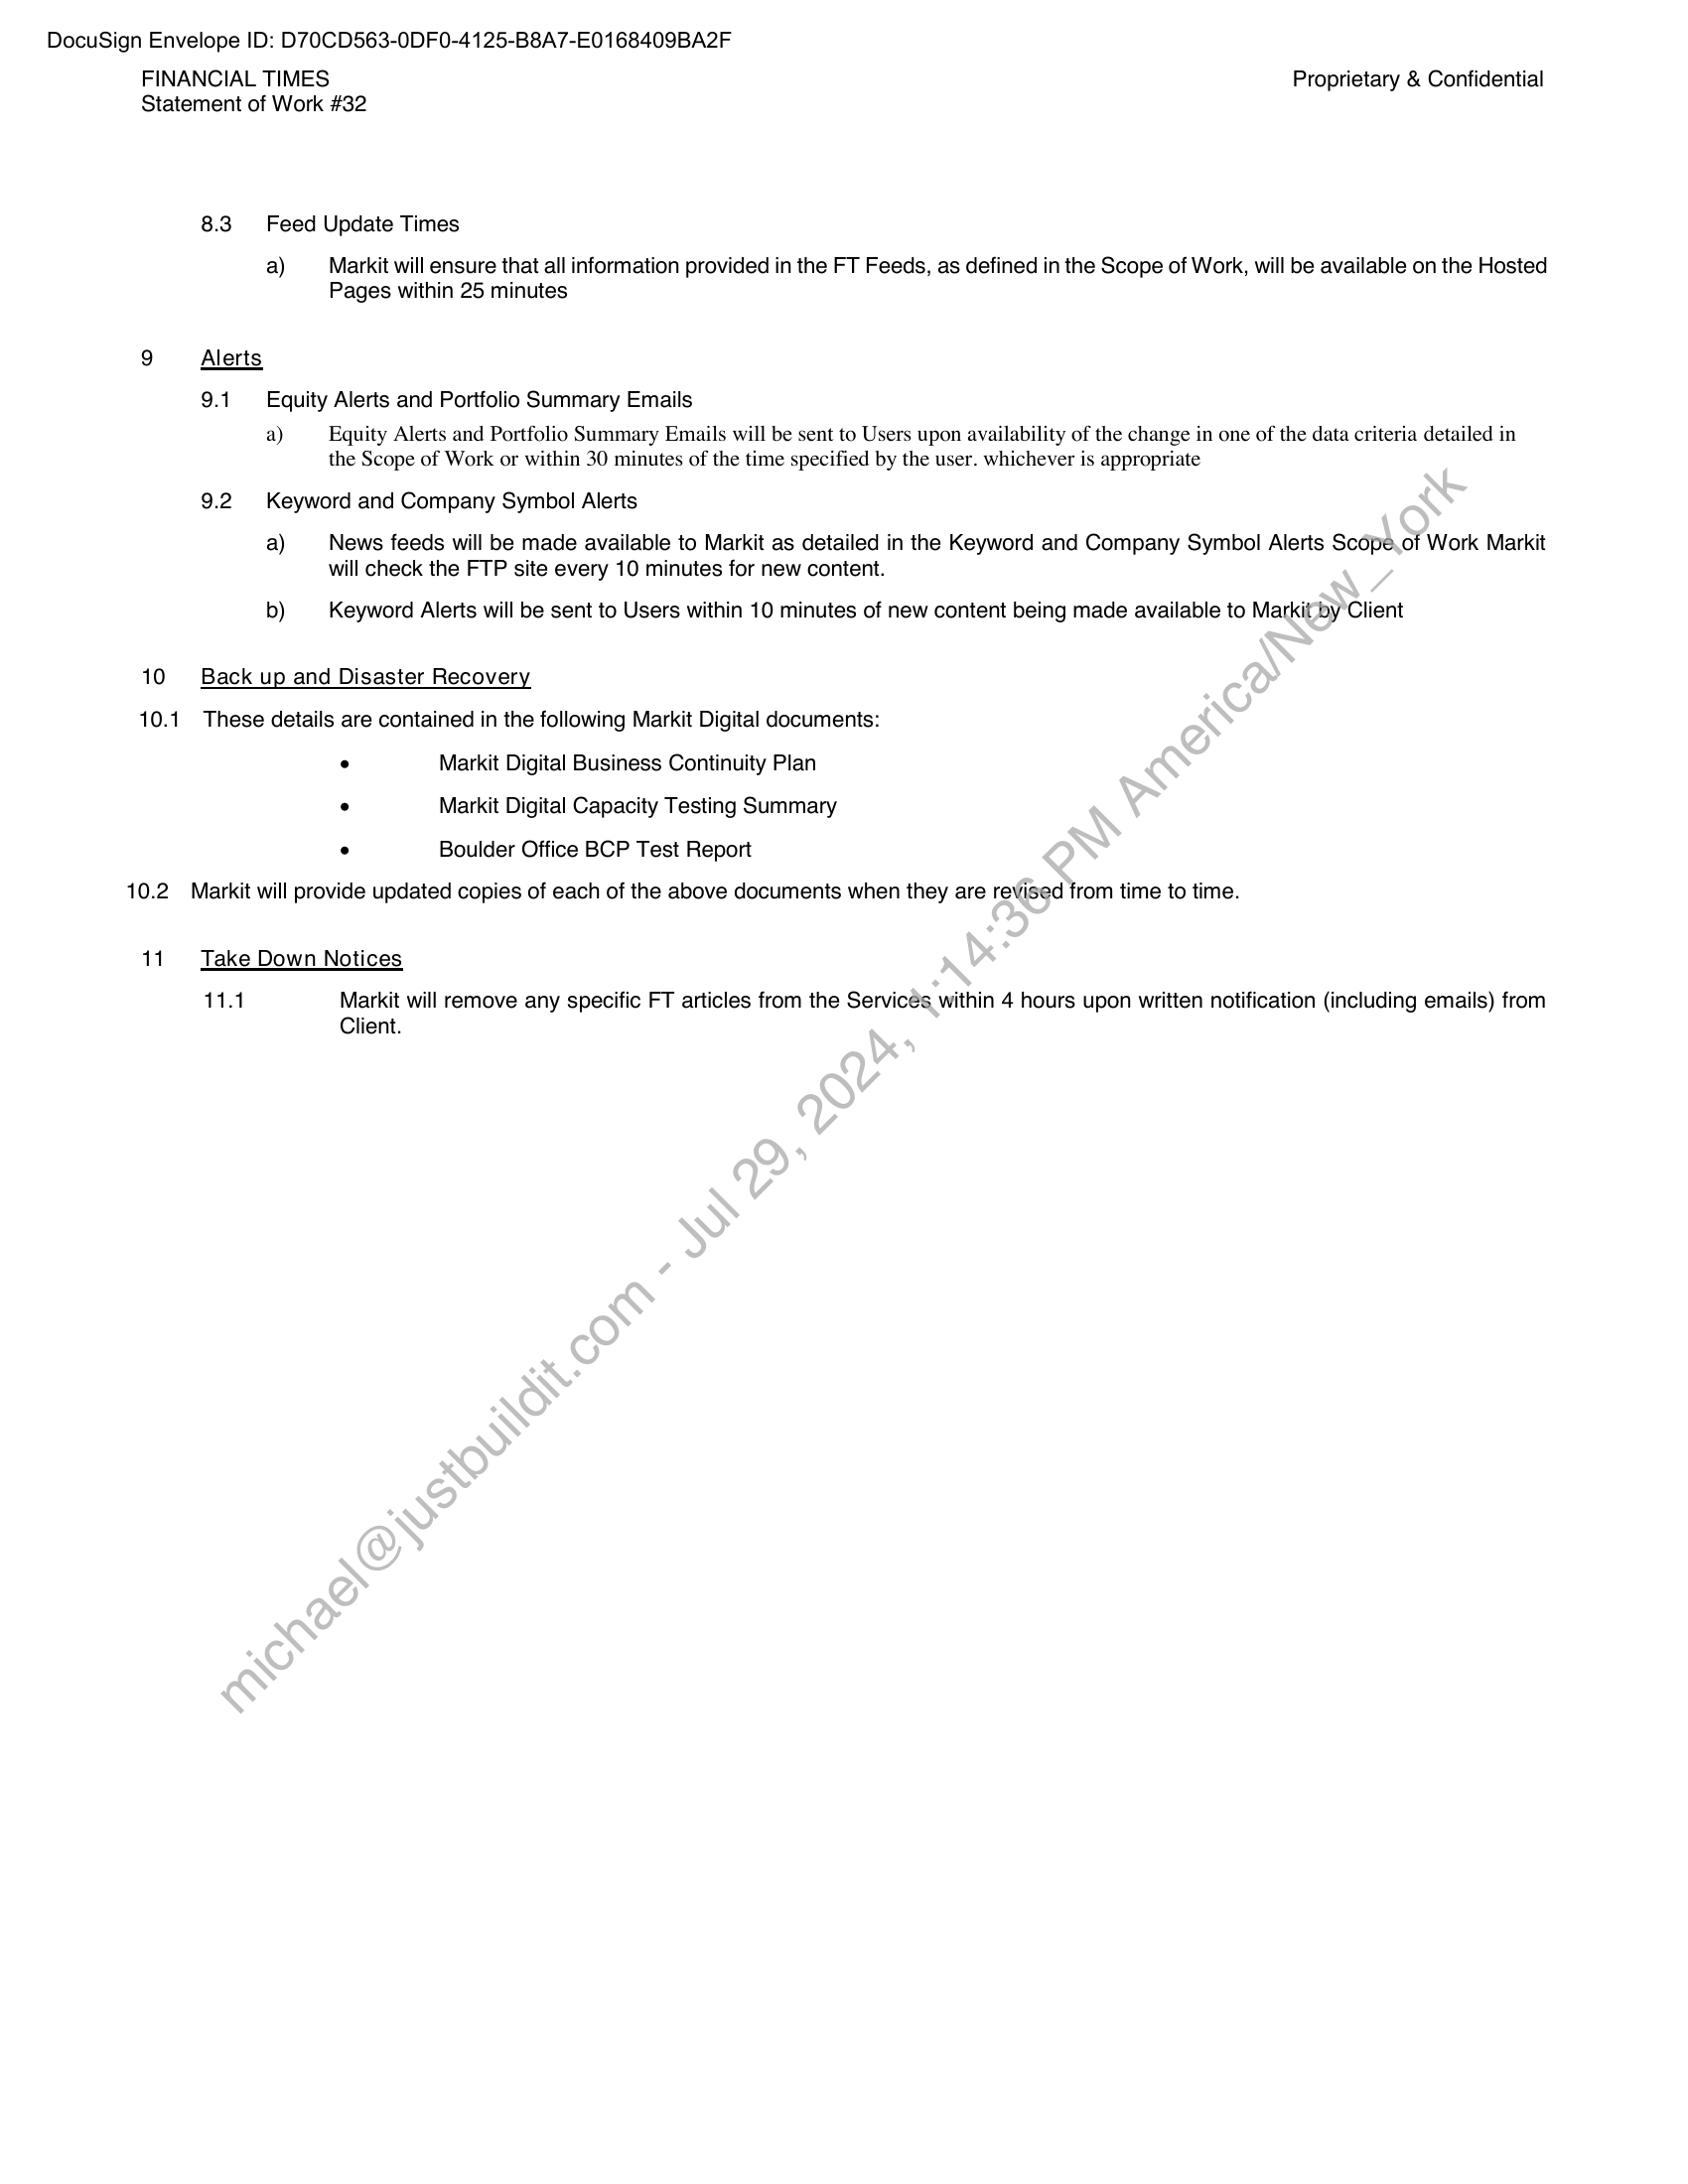 DocuSign Envelope ID: D70CD563-0DF0-4125-B8A7-E0168409BA2F
FINANCIAL TIMES
Proprietary & Confidential
Statement of Work #32
8.3 Feed Update Times
a) Markit will ensure that all information provided in the FT Feeds, as defined in the Scope of Work, will be available on the Hosted
Pages within 25 minutes
9 Alerts
9.1 Equity Alerts and Portfolio Summary Emails
a) Equity Alerts and Portfolio Summary Emails will be sent to Users upon availability of the change in one of the data criteria detailed in
the Scope of Work or within 30 minutes of the time specified by the user. whichever is appropriate
9.2 Keyword and Company Symbol Alerts
a) News feeds will be made available to Markit as detailed in the Keyword and Company Symbol Alerts Scope of Work Markit
will check the FTP site every 10 minutes for new content.
b) Keyword Alerts will be sent to Users within 10 minutes of new content being made available to Markit by Client
10 Back up and Disaster Recovery
10.1 These details are contained in the following Markit Digital documents:
• Markit Digital Business Continuity Plan
• Markit Digital Capacity Testing Summary
• Boulder Office BCP Test Report
10.2 Markit will provide updated copies of each of the above documents when they are revised from time to time.
11 Take Down Notices
11.1 Markit will remove any specific FT articles from the Services within 4 hours upon written notification (including emails) from
Client.
michael@justbuildit.com - Jul 29, 2024, 1:14:36 PM America/New_York